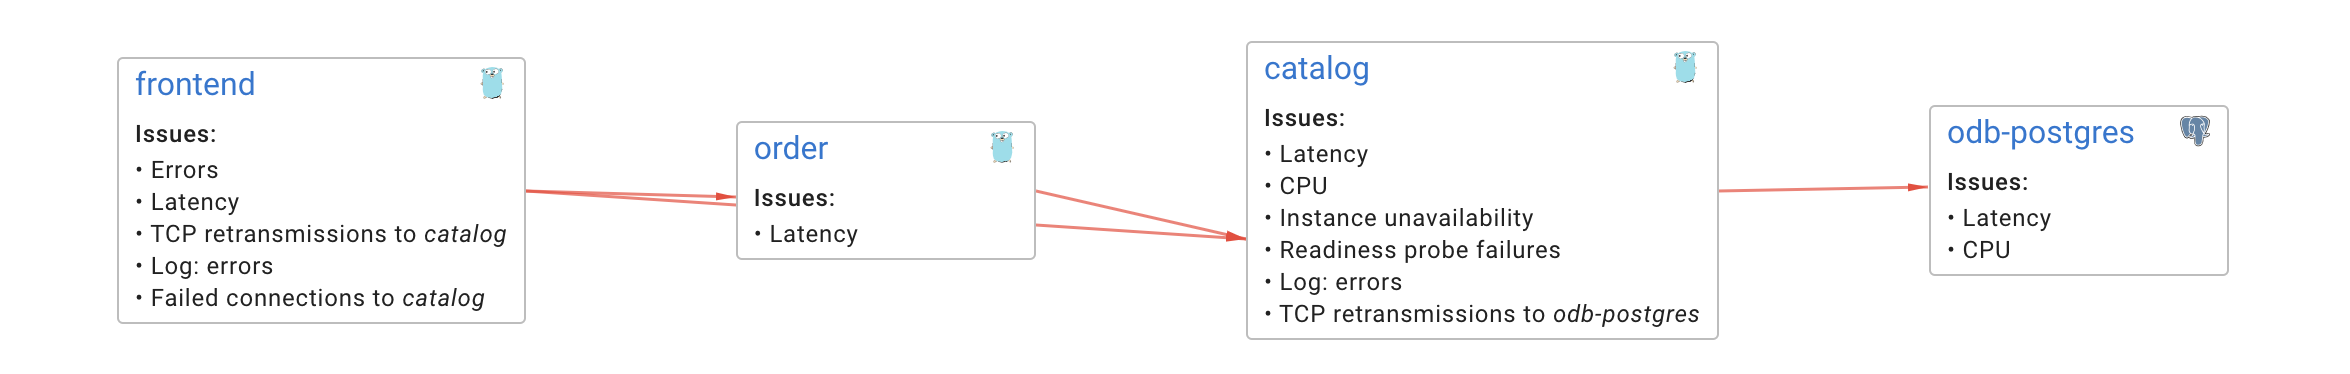 frontend
Issues:
• Errors
• Latency
• TCP retransmissions to catalog
• Log: errors
• Failed connections to catalog
order
Issues:
• Latency
catalog
Issues:
• Latency
• CPU
• Instance unavailability
• Readiness probe failures
• Log: errors
• TCP retransmissions to odb-postgres
odb-postgres
Issues:
• Latency
• CPU